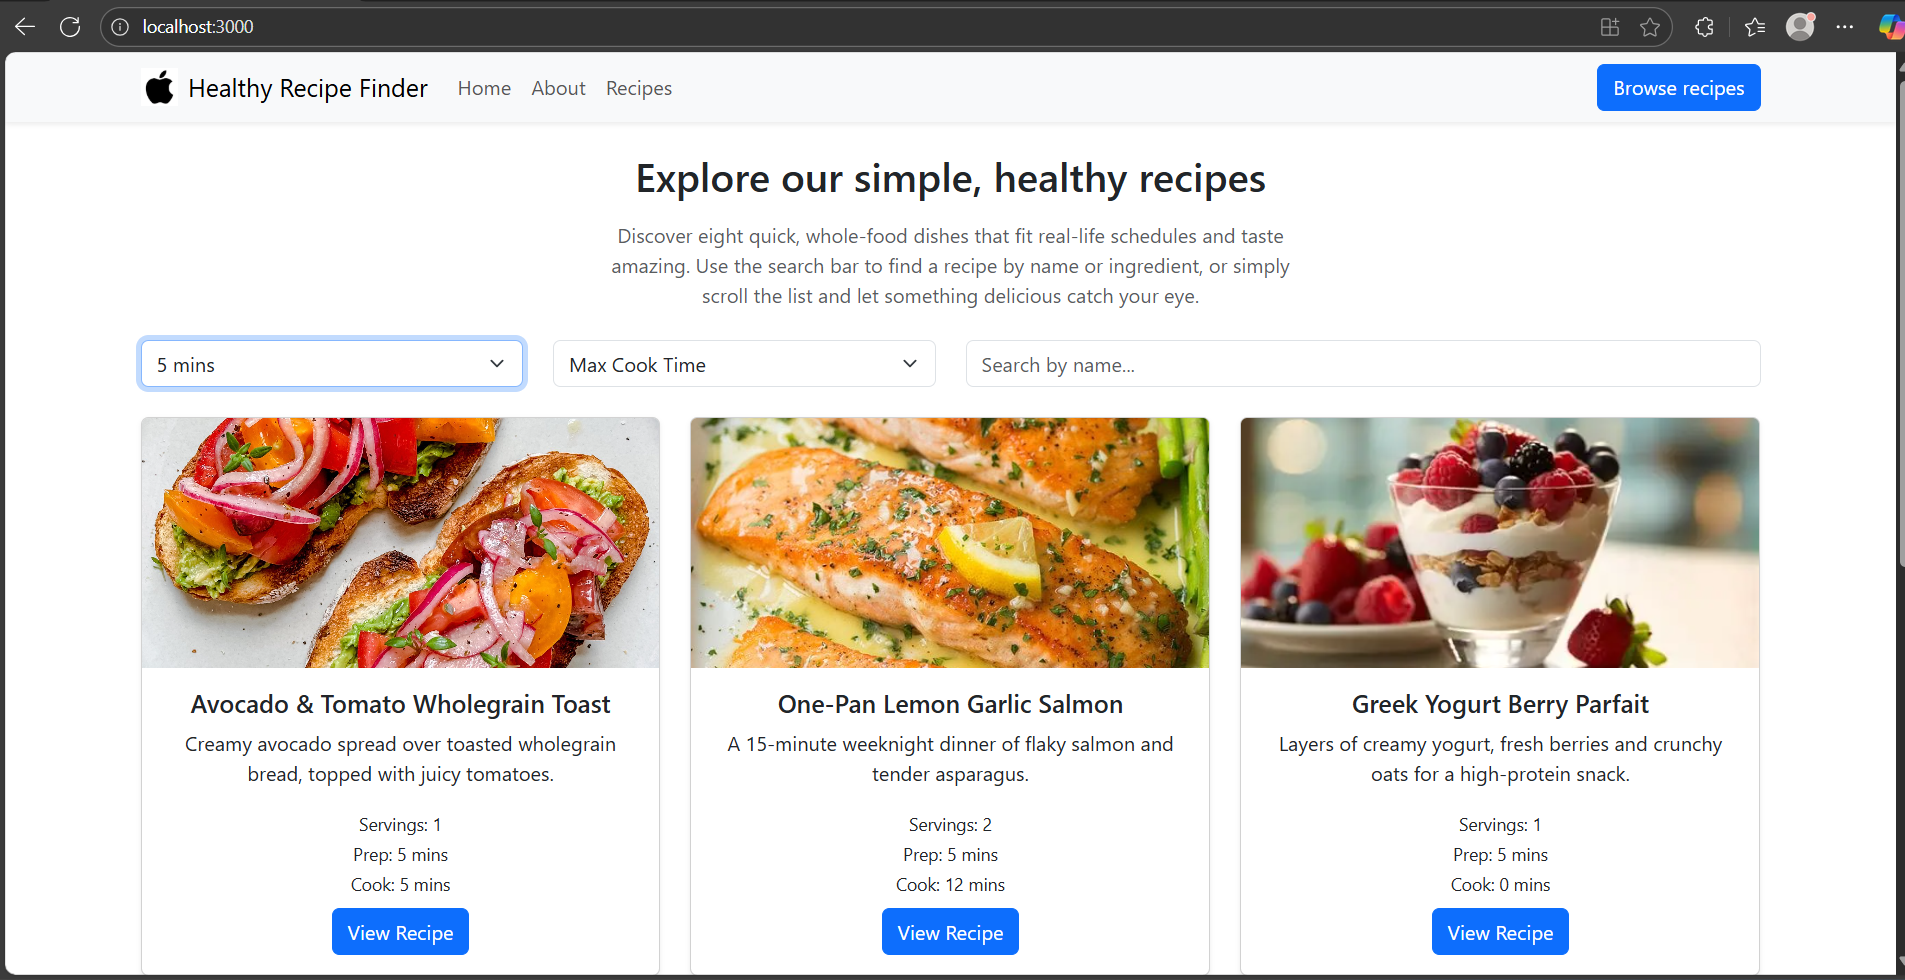 localhost:3000
Healthy Recipe Finder
Home
About
Recipes
Browse recipes
Explore our simple, healthy recipes
Discover eight quick, whole-food dishes that fit real-life schedules and taste
amazing. Use the search bar to find a recipe by name or ingredient, or simply
scroll the list and let something delicious catch your eye.
5 mins
Max Cook Time
Search by name...
Avocado & Tomato Wholegrain Toast
Creamy avocado spread over toasted wholegrain
bread, topped with juicy tomatoes.
Servings: 1
Prep: 5 mins
Cook: 5 mins
View Recipe
One-Pan Lemon Garlic Salmon
A 15-minute weeknight dinner of flaky salmon and
tender asparagus.
Servings: 2
Prep: 5 mins
Cook: 12 mins
View Recipe
Greek Yogurt Berry Parfait
Layers of creamy yogurt, fresh berries and crunchy
oats for a high-protein snack.
Servings: 1
Prep: 5 mins
Cook: 0 mins
View Recipe